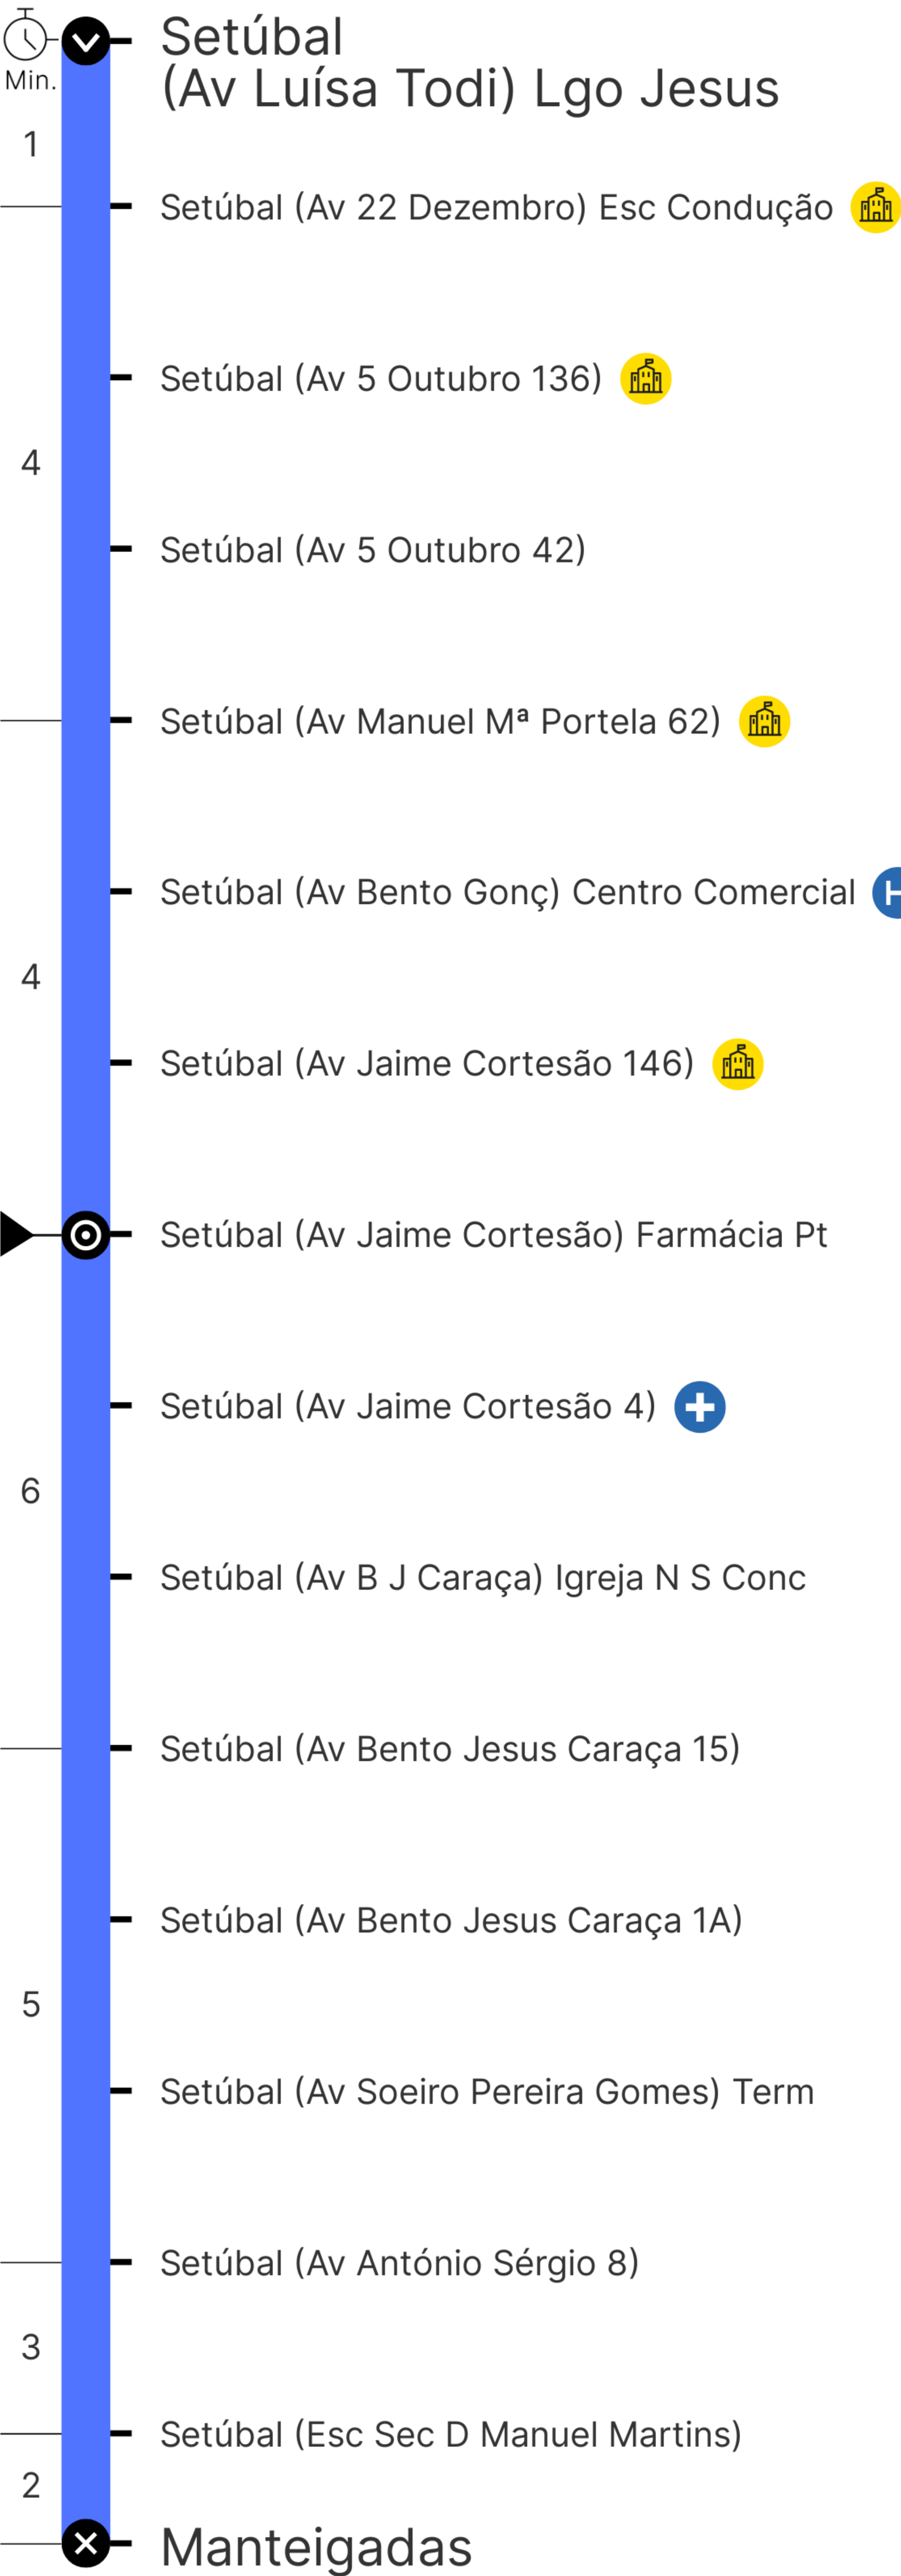 Setúbal
(Av Luísa Todi) Lgo Jesus
Min.
1
Setúbal (Av 22 Dezembro) Esc Condução
Setúbal (Av 5 Outubro 136)
4
Setúbal (Av 5 Outubro 42)
Setúbal (Av Manuel Mª Portela 62)
Setúbal (Av Bento Gonç) Centro Comercial H
4
Setúbal (Av Jaime Cortesão 146)
Setúbal (Av Jaime Cortesão) Farmácia Pt
Setúbal (Av Jaime Cortesão 4)
6
Setúbal (Av B J Caraça) Igreja N S Conc
Setúbal (Av Bento Jesus Caraça 15)
Setúbal (Av Bento Jesus Caraça 1A)
5
Setúbal (Av Soeiro Pereira Gomes) Term
Setúbal (Av António Sérgio 8)
3
Setúbal (Esc Sec D Manuel Martins)
2
Manteigadas